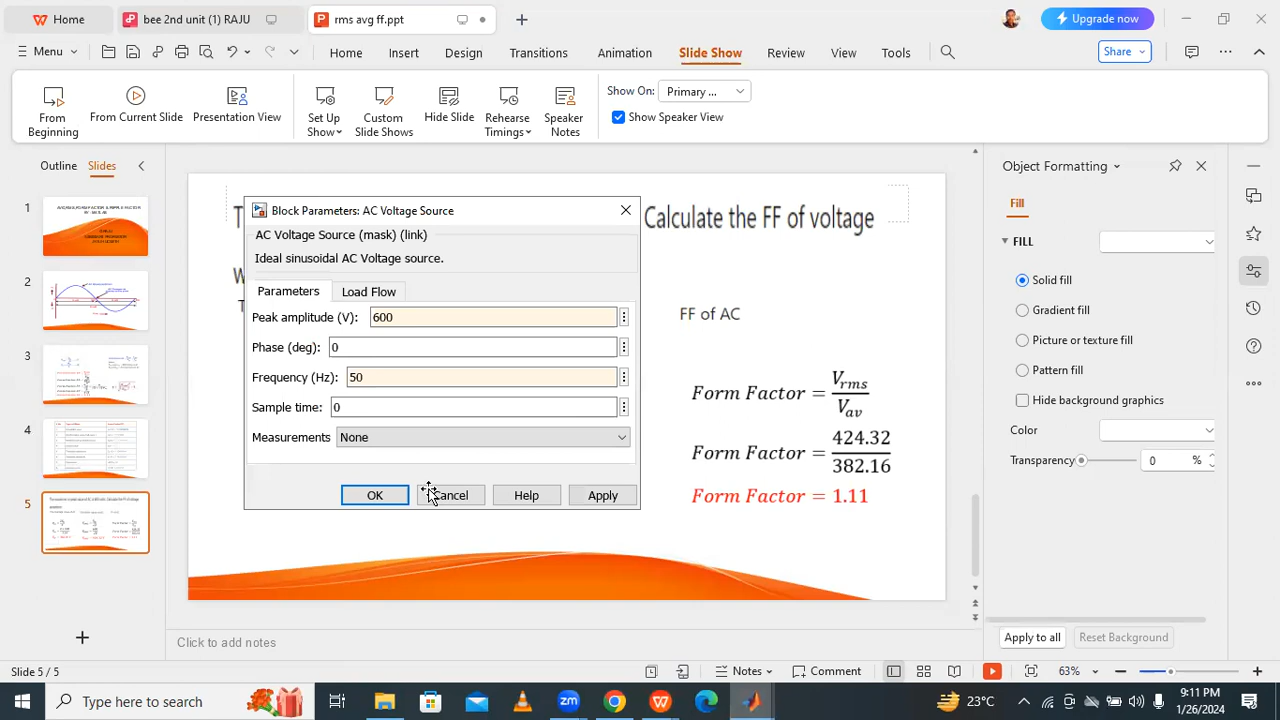 Home
bee 2nd unit (1) RAJU
rms avg ff.ppt
Upgrade now
Menu
Home Insert Design Transitions Animation Slide Show Review View Tools
Share
From Beginning
From Current Slide
Presentation View
Set Up Show
Custom Slide Shows
Hide Slide
Rehearse Timings
Speaker Notes
Show On: Primary ...
Show Speaker View
Outline Slides
Object Formatting
Fill
FILL
Solid fill
Gradient fill
Picture or texture fill
Pattern fill
Hide background graphics
Color
Transparency 0 %
Apply to all Reset Background
1
2
3
4
5
Calculate the FF of voltage
FF of AC
Form Factor = Vrms / Vav
Form Factor = 424.32 / 382.16
Form Factor = 1.11
Block Parameters: AC Voltage Source
AC Voltage Source (mask) (link)
Ideal sinusoidal AC Voltage source.
Parameters Load Flow
Peak amplitude (V): 600
Phase (deg): 0
Frequency (Hz): 50
Sample time: 0
Measurements None
OK Cancel Help Apply
Click to add notes
Slide 5 / 5
Notes Comment 63%
Type here to search
23°C
9:11 PM
1/26/2024